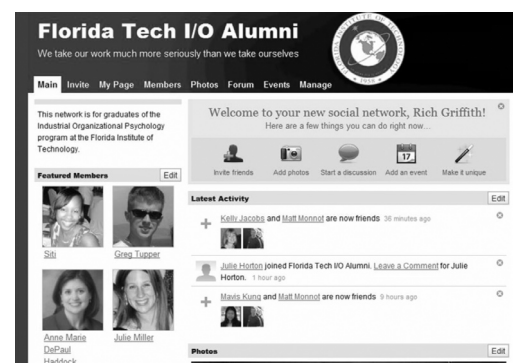 Florida Tech I/O Alumni
We take our work much more seriously than we take ourselves
Main Invite My Page Members Photos Forum Events Manage
This network is for graduates of the
Industrial Organizational Psychology
program at the Florida Institute of
Technology.
Featured Members Edit
Siti
Greg Tupper
Anne Marie
DePaul
Haddock
Julie Miller
Welcome to your new social network, Rich Griffith!
Here are a few things you can do right now...
Invite friends
Add photos
Start a discussion
17
Add an event
Make it unique
Latest Activity Edit
Kelly Jacobs and Matt Monnot are now friends 36 minutes ago
Julie Horton joined Florida Tech I/O Alumni. Leave a Comment for Julie
Horton. 1 hour ago
Mavis Kung and Matt Monnot are now friends 9 hours ago
Photos Edit